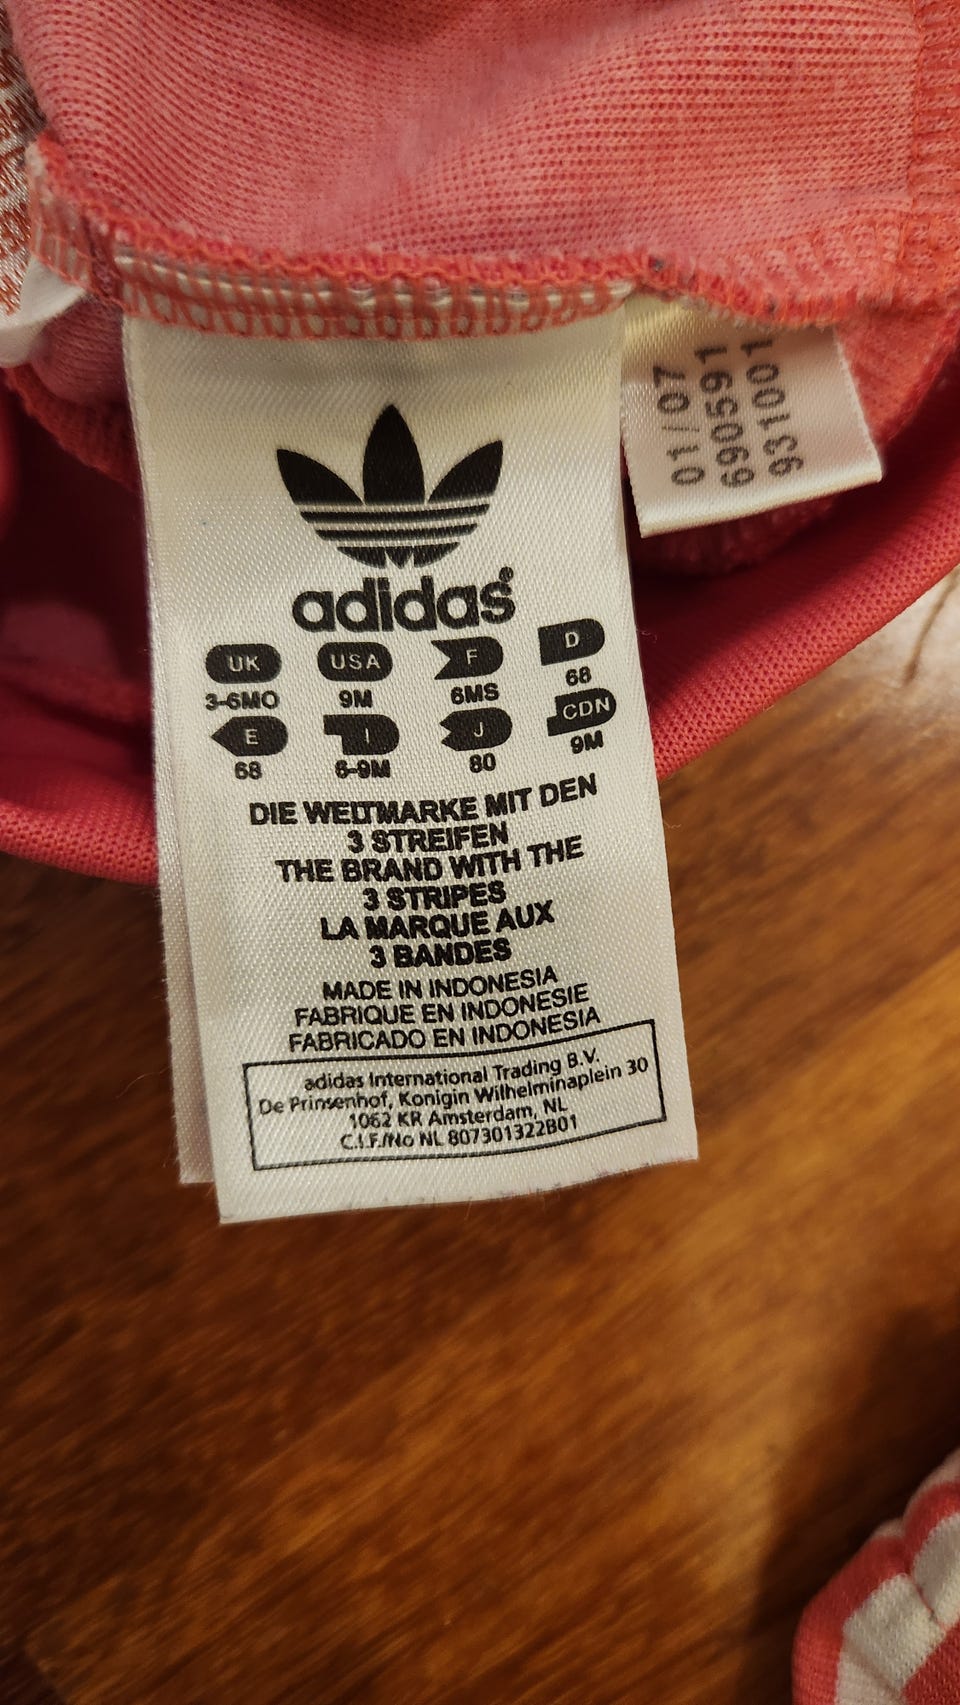 adidas
UK USA F D
3-6MO 9M 6MS 68
E I J CDN
68 6-9M 80 9M
DIE WELTMARKE MIT DEN
3 STREIFEN
THE BRAND WITH THE
3 STRIPES
LA MARQUE AUX
3 BANDES
MADE IN INDONESIA
FABRIQUE EN INDONESIE
FABRICADO EN INDONESIA
adidas International Trading B.V.
De Prinsenhof, Konigin Wilhelminaplein 30
1062 KR Amsterdam, NL
C.I.F./No NL 807301322B01
01/07
690591
931001